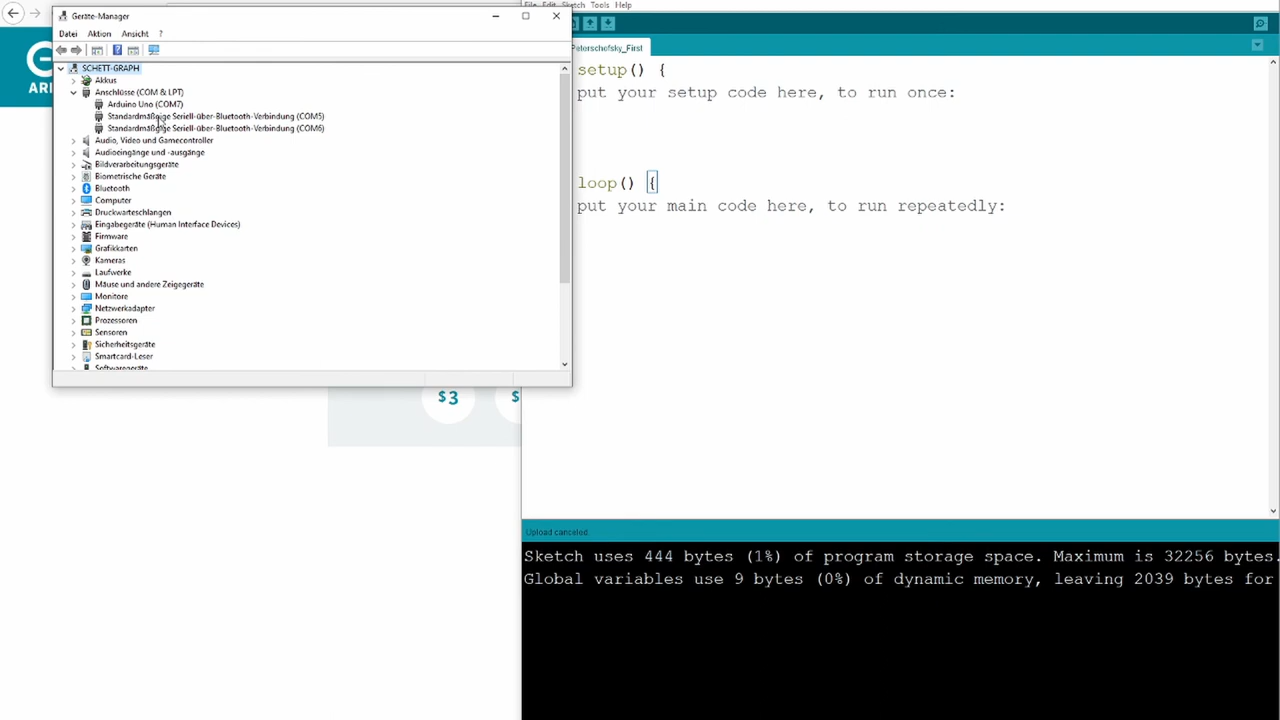 Geräte-Manager
Datei Aktion Ansicht ?
SCHETT-GRAPH
Akkus
Anschlüsse (COM & LPT)
Arduino Uno (COM7)
Standardmäßige Seriell-über-Bluetooth-Verbindung (COM5)
Standardmäßige Seriell-über-Bluetooth-Verbindung (COM6)
Audio, Video und Gamecontroller
Audioeingänge und -ausgänge
Bildverarbeitungsgeräte
Biometrische Geräte
Bluetooth
Computer
Druckwarteschlangen
Eingabegeräte (Human Interface Devices)
Firmware
Grafikkarten
Kameras
Laufwerke
Mäuse und andere Zeigegeräte
Monitore
Netzwerkadapter
Prozessoren
Sensoren
Sicherheitsgeräte
Smartcard-Leser
Softwaregeräte
ARD
$3
$
File Edit Sketch Tools Help
Peterschofsky_First
setup() {
put your setup code here, to run once:
loop() {
put your main code here, to run repeatedly:
Upload canceled.
Sketch uses 444 bytes (1%) of program storage space. Maximum is 32256 bytes.
Global variables use 9 bytes (0%) of dynamic memory, leaving 2039 bytes for